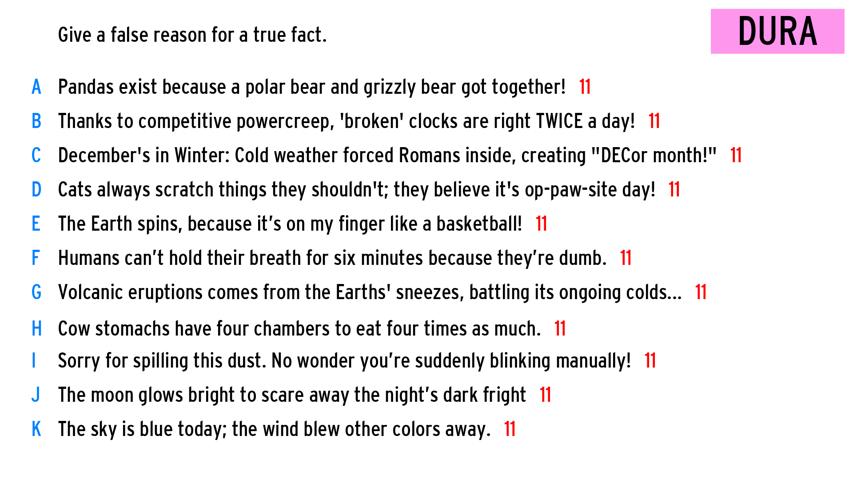 Give a false reason for a true fact.
DURA
A Pandas exist because a polar bear and grizzly bear got together! 11
B Thanks to competitive powercreep, 'broken' clocks are right TWICE a day! 11
C December's in Winter: Cold weather forced Romans inside, creating "DECor month!" 11
D Cats always scratch things they shouldn't; they believe it's op-paw-site day! 11
E The Earth spins, because it’s on my finger like a basketball! 11
F Humans can’t hold their breath for six minutes because they’re dumb. 11
G Volcanic eruptions comes from the Earths' sneezes, battling its ongoing colds... 11
H Cow stomachs have four chambers to eat four times as much. 11
I Sorry for spilling this dust. No wonder you’re suddenly blinking manually! 11
J The moon glows bright to scare away the night’s dark fright 11
K The sky is blue today; the wind blew other colors away. 11